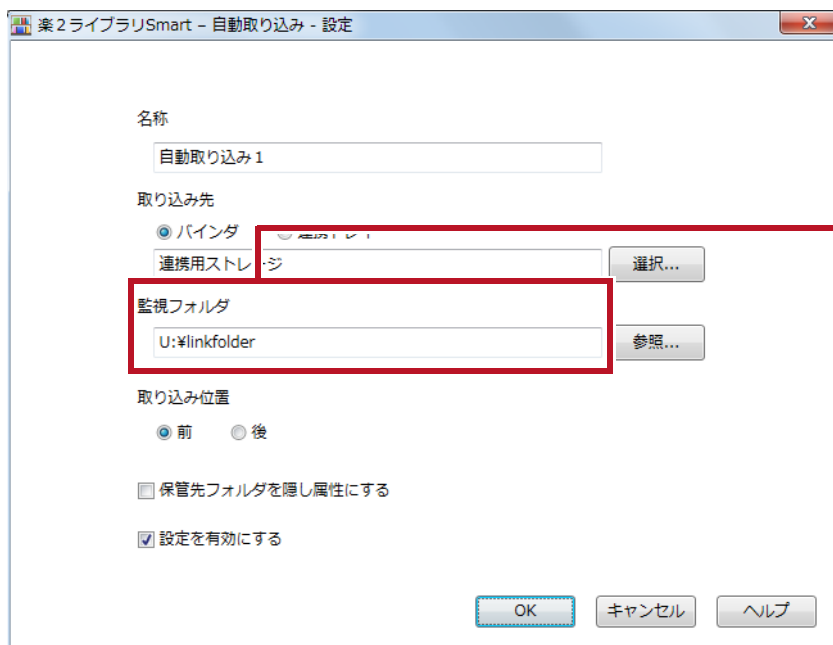 楽２ライブラリSmart – 自動取り込み - 設定
名称
自動取り込み１
取り込み先
バインダ
連携用ストレージ 選択...
監視フォルダ
U:¥linkfolder 参照...
取り込み位置
前 後
保管先フォルダを隠し属性にする
設定を有効にする
OK キャンセル ヘルプ